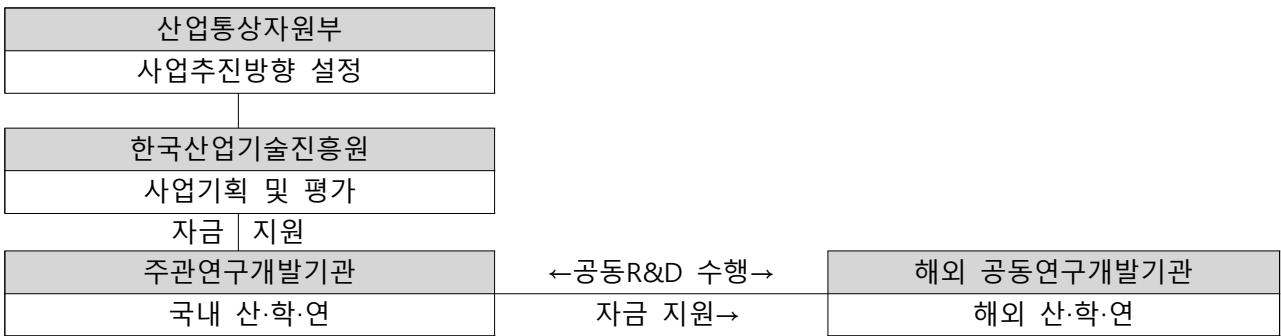 산업통상자원부
사업추진방향 설정
한국산업기술진흥원
사업기획 및 평가
자금 지원
주관연구개발기관 ←공동R&D 수행→ 해외 공동연구개발기관
국내 산·학·연 자금 지원→ 해외 산·학·연